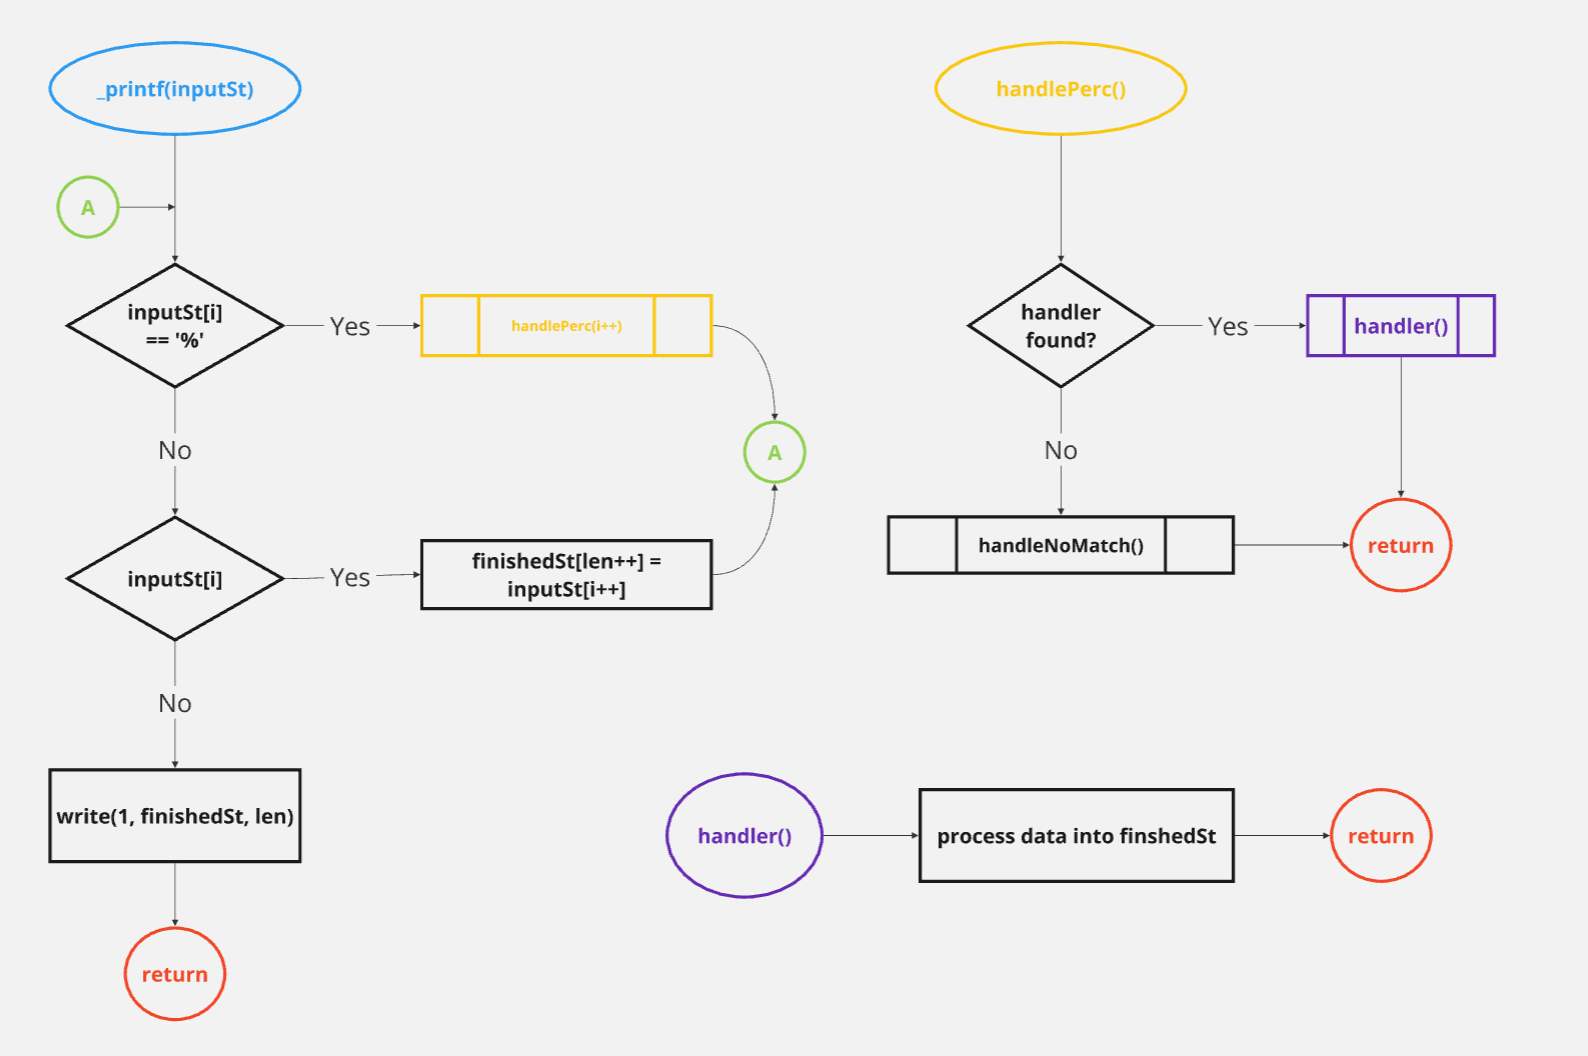 _printf(inputSt)
A
inputSt[i]
== '%'
Yes
handlePerc(i++)
No
A
inputSt[i]
Yes
finishedSt[len++] =
inputSt[i++]
No
write(1, finishedSt, len)
return
handlePerc()
handler
found?
Yes
handler()
No
handleNoMatch()
return
handler()
process data into finshedSt
return